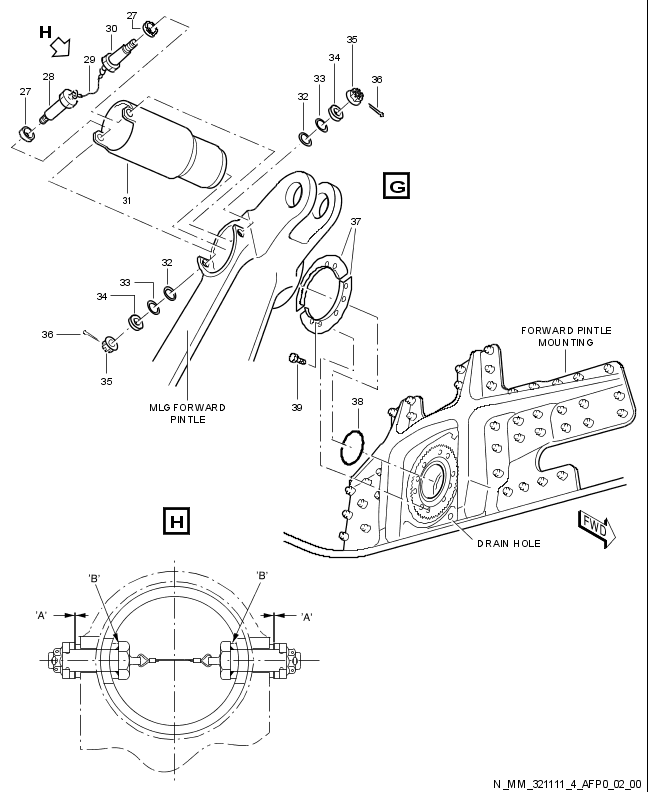 27
H
30
29
28
27
31
35
34
36
33
32
G
37
32
33
34
36
35
MLG FORWARD
PINTLE
39
38
FORWARD PINTLE
MOUNTING
FWD
DRAIN HOLE
H
'B'
'B'
'A'
'A'
N_MM_321111_4_AFP0_02_00